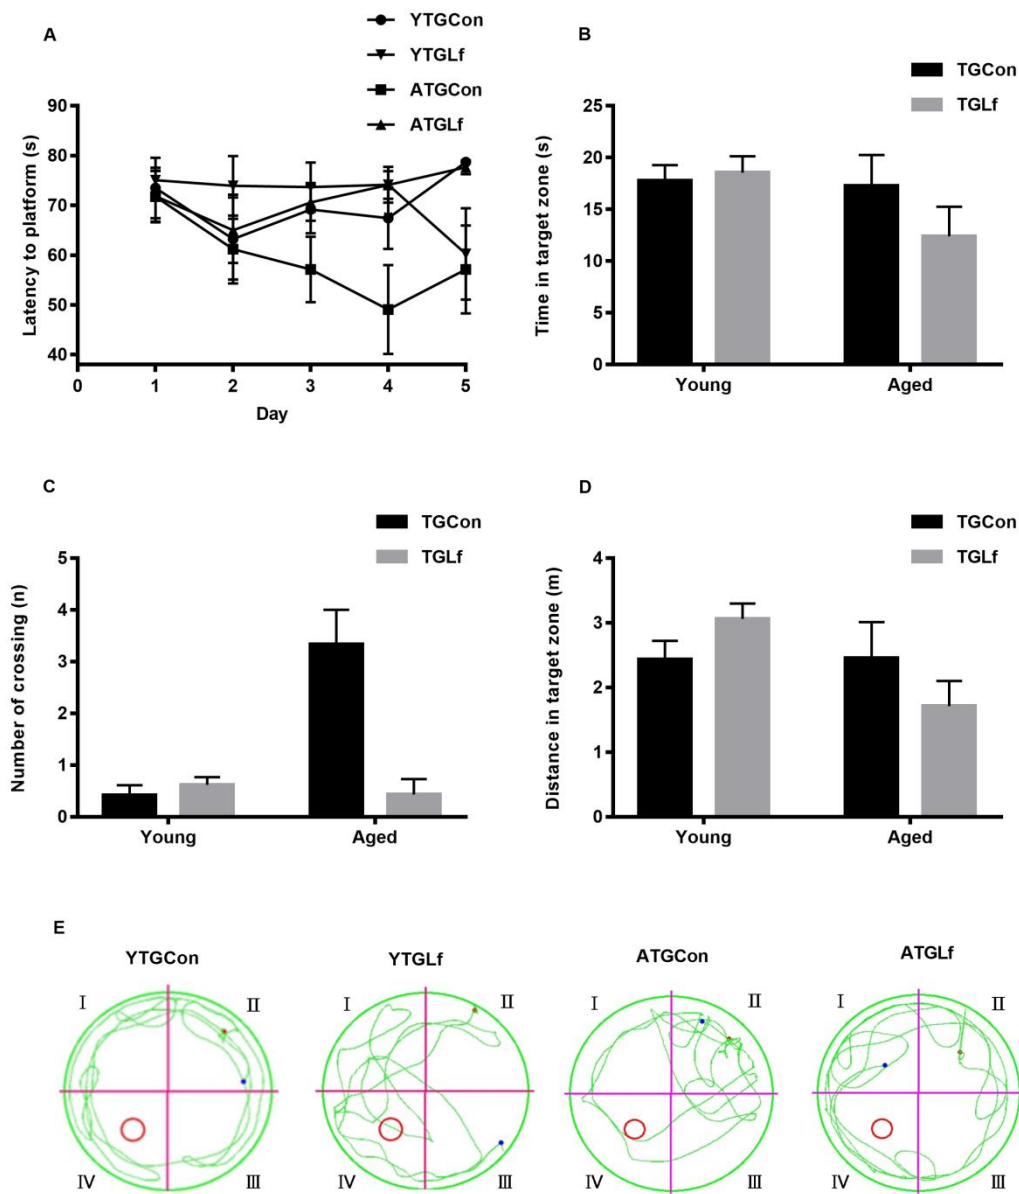 A
YTGCon
YTGLf
ATGCon
ATGLf
Latency to platform (s)
90
80
70
60
50
40
0 1 2 3 4 5
Day
B
TGCon
TGLf
Time in target zone (s)
25
20
15
10
5
0
Young Aged
C
TGCon
TGLf
Number of crossing (n)
5
4
3
2
1
0
Young Aged
D
TGCon
TGLf
Distance in target zone (m)
4
3
2
1
0
Young Aged
E
YTGCon YTGLf ATGCon ATGLf
Ⅰ Ⅱ Ⅰ Ⅱ Ⅰ Ⅱ Ⅰ Ⅱ
Ⅳ Ⅲ Ⅳ Ⅲ Ⅳ Ⅲ Ⅳ Ⅲ